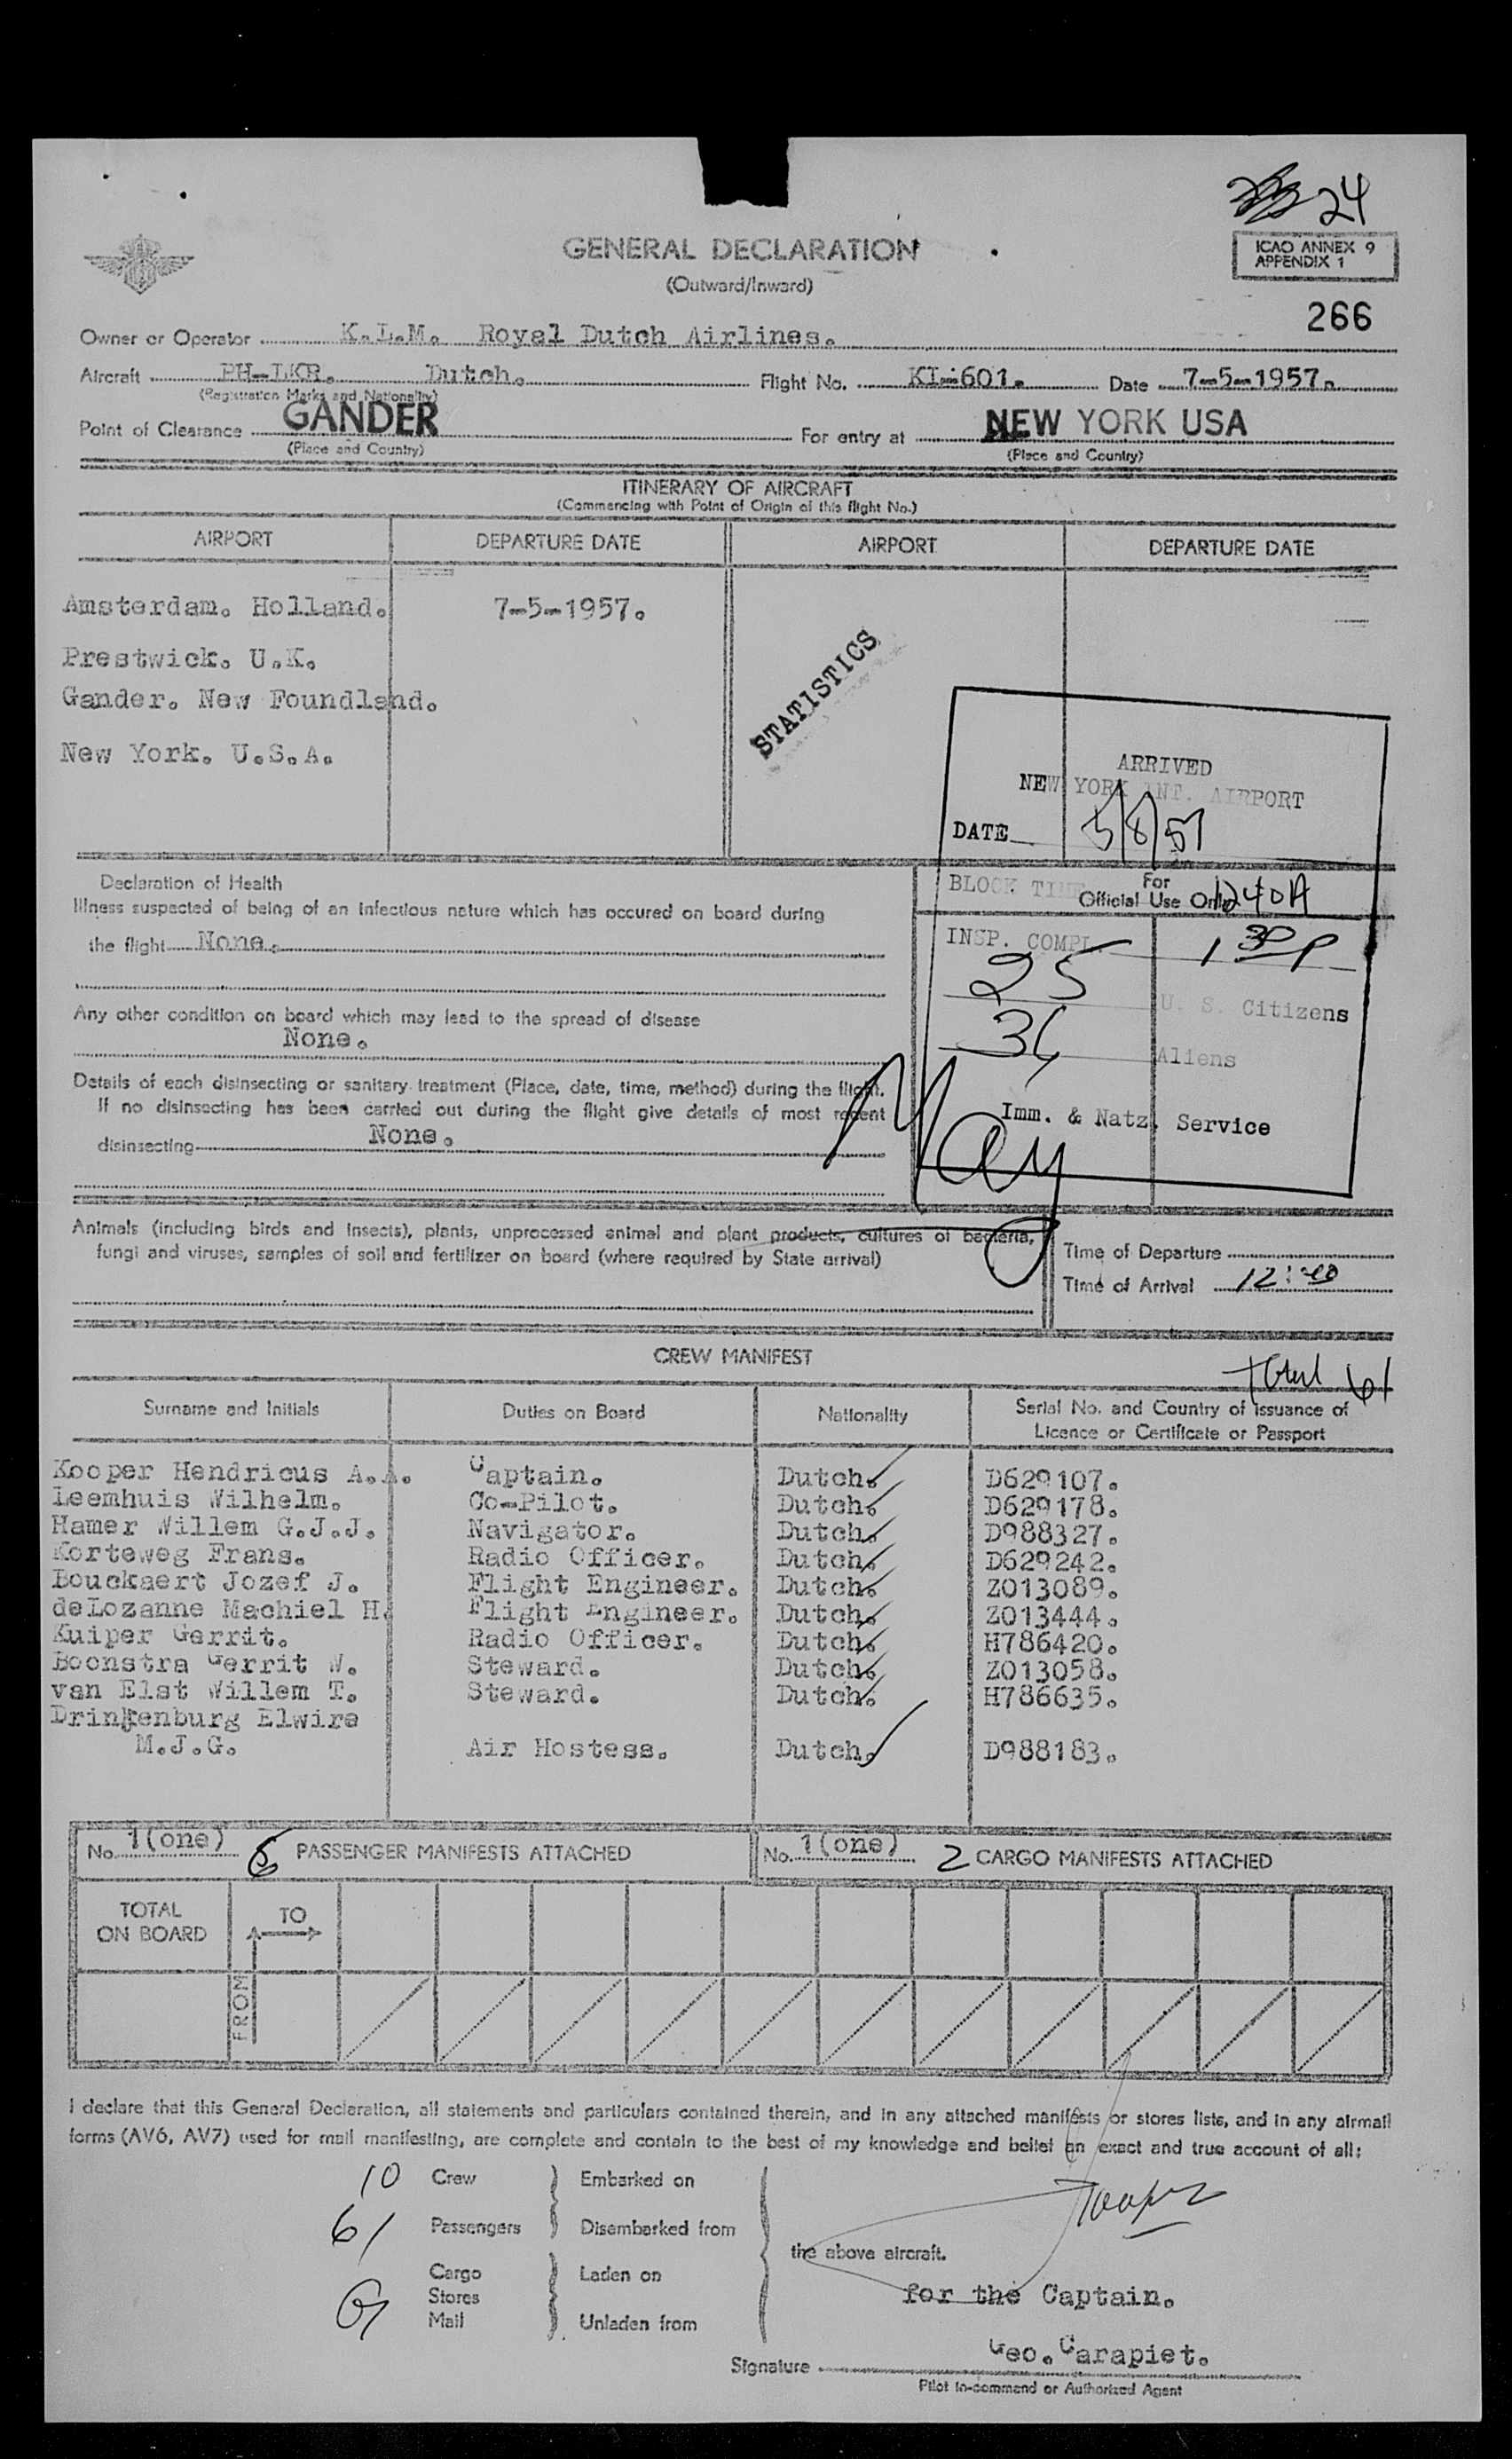 24
ICAO ANNEX 9
APPENDIX 1
GENERAL DECLARATION
(Outward/Inward)
266
Owner or Operator K.L.M. Royal Dutch Airlines.
Aircraft PH-LKR. Dutch. Flight No. KL-601. Date 7-5-1957.
(Registration Marks and Nationality)
Point of Clearance GANDER For entry at NEW YORK USA
(Place and Country) (Place and Country)
ITINERARY OF AIRCRAFT
(Commencing with Point of Origin of this flight No.)
AIRPORT DEPARTURE DATE AIRPORT DEPARTURE DATE
Amsterdam. Holland. 7-5-1957.
Prestwick. U.K.
Gander. New Foundland.
New York. U.S.A.
STATISTICS
ARRIVED
NEW YORK INT. AIRPORT
DATE 5/8/57
BLOCK TIME 1240A
For
Official Use Only
INSP. COMPL. 1 30 P
25 U. S. Citizens
36 Aliens
Imm. & Natz. Service
May
Declaration of Health
Illness suspected of being of an infectious nature which has occured on board during
the flight None.
Any other condition on board which may lead to the spread of disease
None.
Details of each disinsecting or sanitary treatment (Place, date, time, method) during the flight.
If no disinsecting has been carried out during the flight give details of most recent
disinsecting None.
Animals (including birds and insects), plants, unprocessed animal and plant products, cultures of bacteria,
fungi and viruses, samples of soil and fertilizer on board (where required by State arrival)
Time of Departure
Time of Arrival 12:40
CREW MANIFEST
Total 61
Surname and Initials Duties on Board Nationality Serial No. and Country of issuance of
Licence or Certificate or Passport
Kooper Hendricus A.A. Captain. Dutch. D629107.
Leemhuis Wilhelm. Co-Pilot. Dutch. D629178.
Hamer Willem G.J.J. Navigator. Dutch. D988327.
Korteweg Frans. Radio Officer. Dutch. D629242.
Bouckaert Jozef J. Flight Engineer. Dutch. Z013089.
deLozanne Machiel H. Flight Engineer. Dutch. Z013444.
Kuiper Gerrit. Radio Officer. Dutch. H786420.
Boonstra Gerrit W. Steward. Dutch. Z013058.
van Elst Willem T. Steward. Dutch. H786635.
Drinkenburg Elwire
M.J.G. Air Hostess. Dutch. D988183.
No. 1(one) PASSENGER MANIFESTS ATTACHED
No. 1(one) 2 CARGO MANIFESTS ATTACHED
TOTAL
ON BOARD
TO
FROM
I declare that this General Declaration, all statements and particulars contained therein, and in any attached manifests or stores lists, and in any airmail
forms (AV6, AV7) used for mail manifesting, are complete and contain to the best of my knowledge and belief an exact and true account of all:
10 Crew Embarked on
61 Passengers Disembarked from
the above aircraft.
Cargo Laden on
Stores
Mail Unladen from
Kooper
for the Captain.
Geo. Carapiet.
Signature
Pilot in-command or Authorized Agent